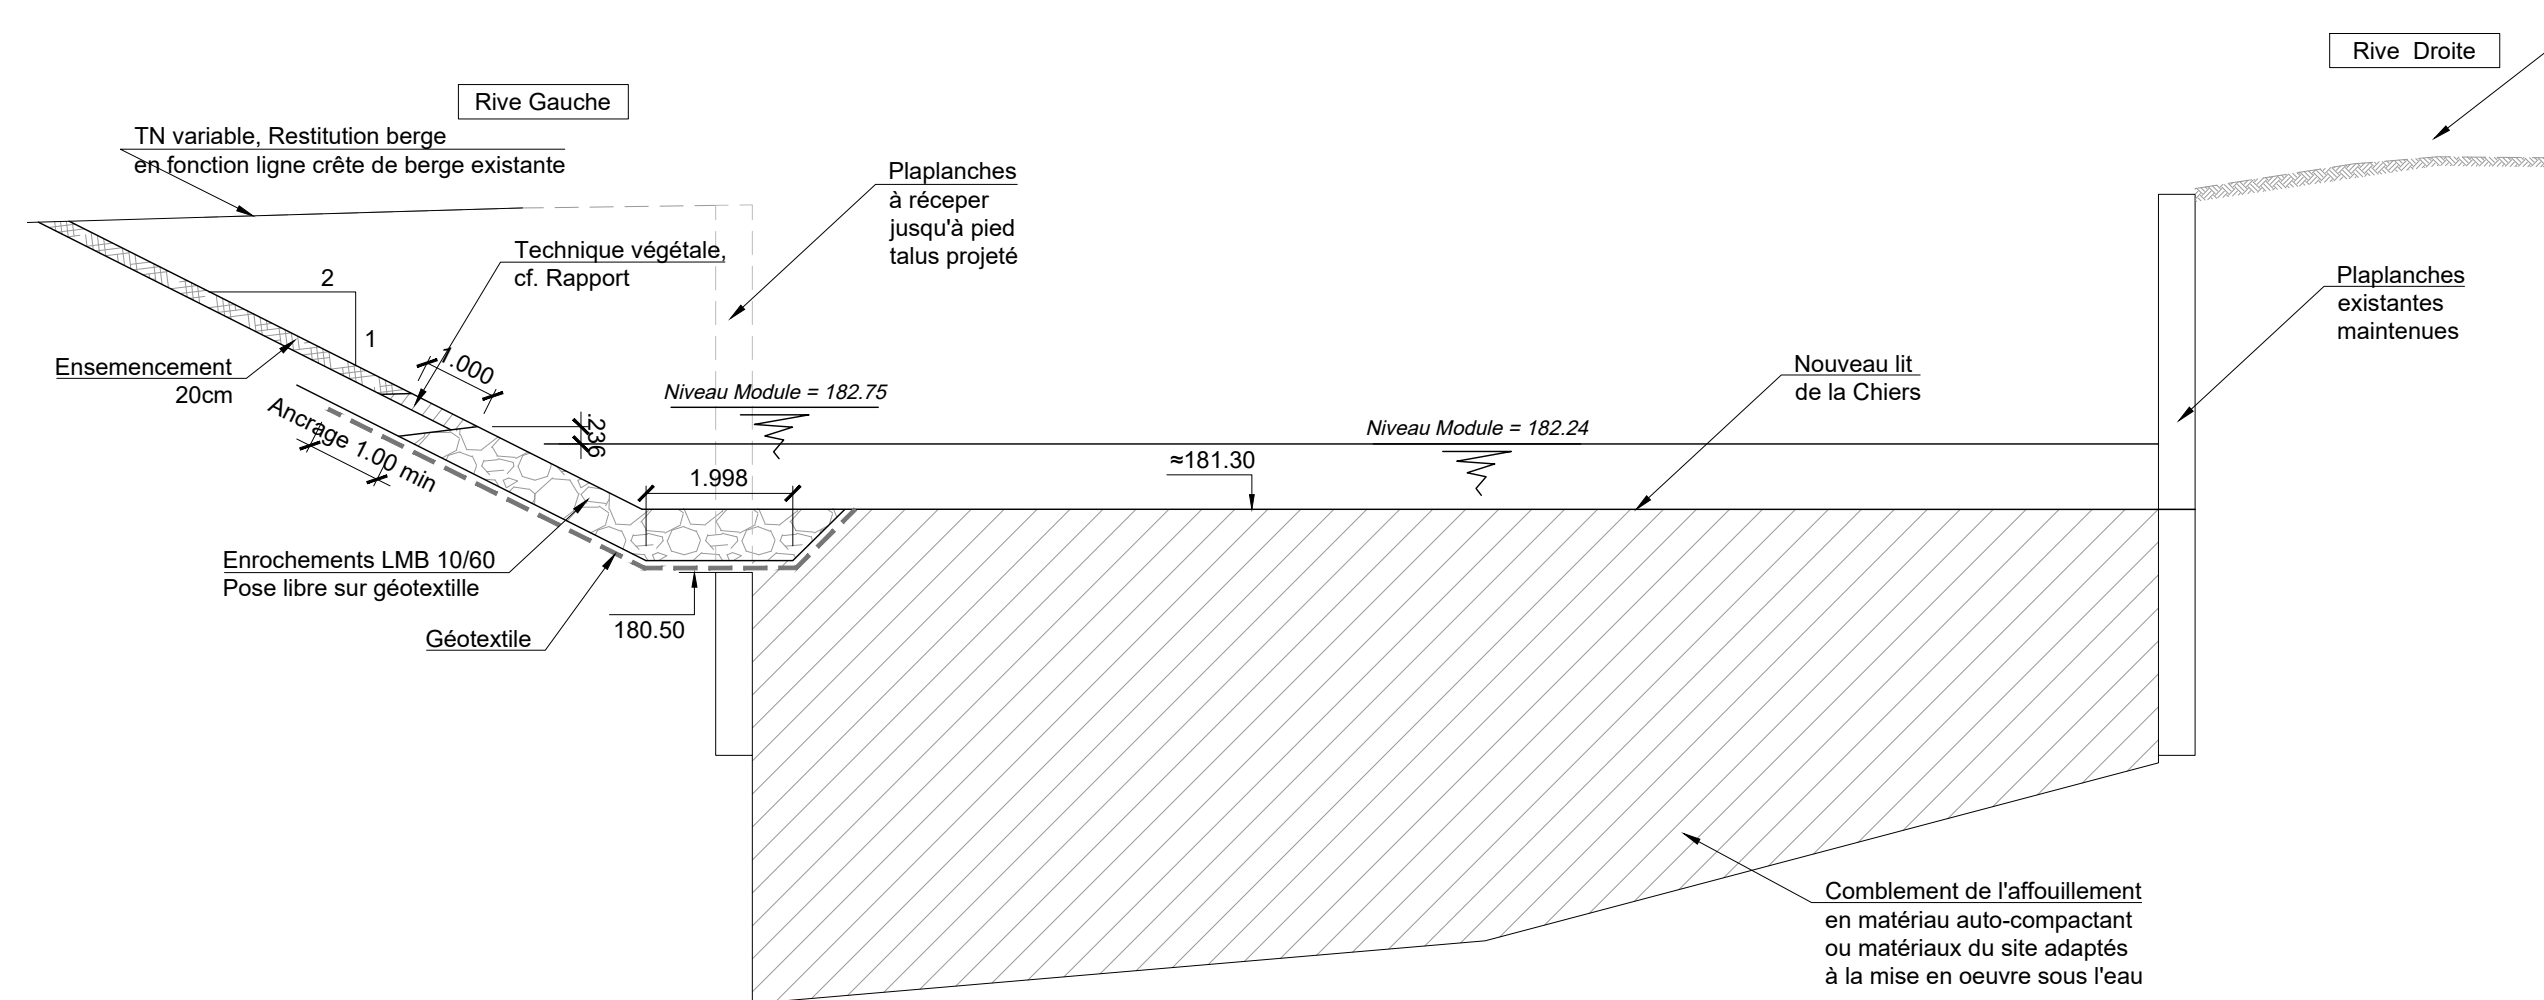 Rive Droite
Rive Gauche
TN variable, Restitution berge
en fonction ligne crête de berge existante
Plaplanches
à réceper
jusqu'à pied
talus projeté
Technique végétale,
cf. Rapport
2
1
Plaplanches
existantes
maintenues
Ensemencement
20cm
1.000
Nouveau lit
de la Chiers
Niveau Module = 182.75
Ancrage 1.00 min
.236
Niveau Module = 182.24
≈181.30
1.998
Enrochements LMB 10/60
Pose libre sur géotextille
180.50
Géotextile
Comblement de l'affouillement
en matériau auto-compactant
ou matériaux du site adaptés
à la mise en oeuvre sous l'eau